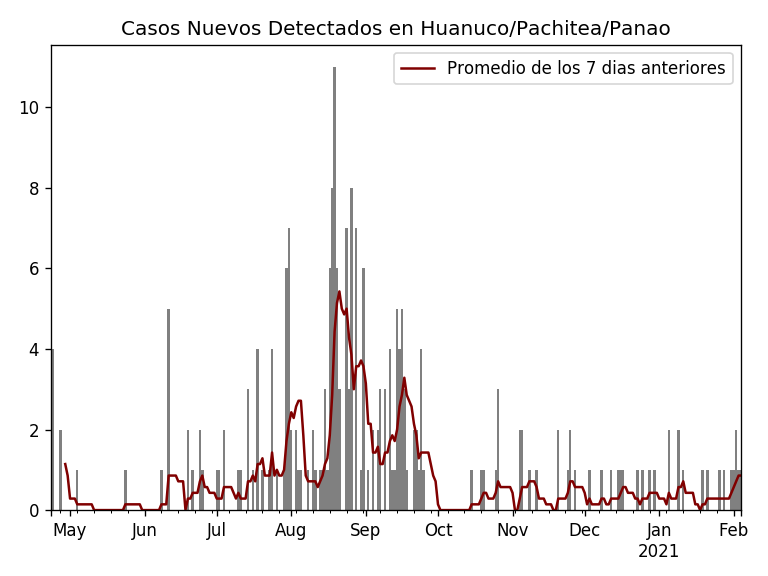 Casos Nuevos Detectados en Huanuco/Pachitea/Panao
Promedio de los 7 dias anteriores
10
8
6
4
2
0
May Jun Jul Aug Sep Oct Nov Dec Jan Feb
2021